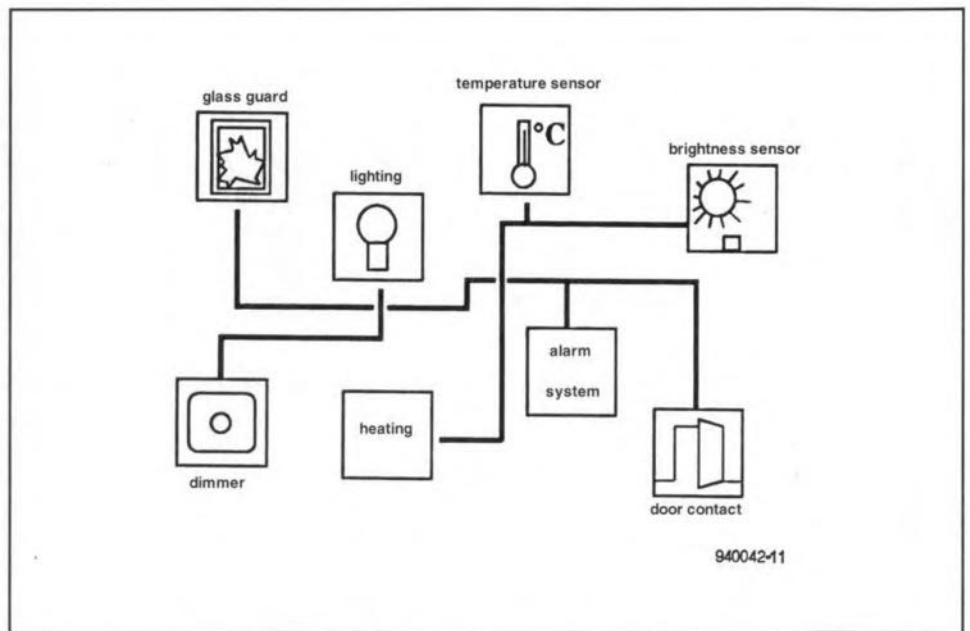 temperature sensor
glass guard
brightness sensor
lighting
°C
alarm
system
heating
dimmer
door contact
940042-11